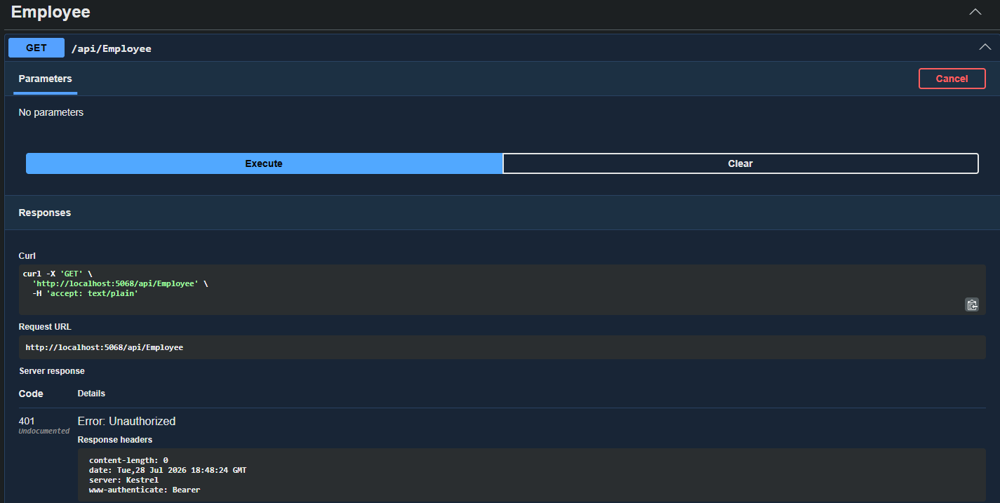 Employee
GET /api/Employee
Parameters
Cancel
No parameters
Execute
Clear
Responses
Curl
curl -X 'GET' \
  'http://localhost:5068/api/Employee' \
  -H 'accept: text/plain'
Request URL
http://localhost:5068/api/Employee
Server response
Code Details
401 Error: Unauthorized
Undocumented
Response headers
content-length: 0
date: Tue,28 Jul 2026 18:48:24 GMT
server: Kestrel
www-authenticate: Bearer